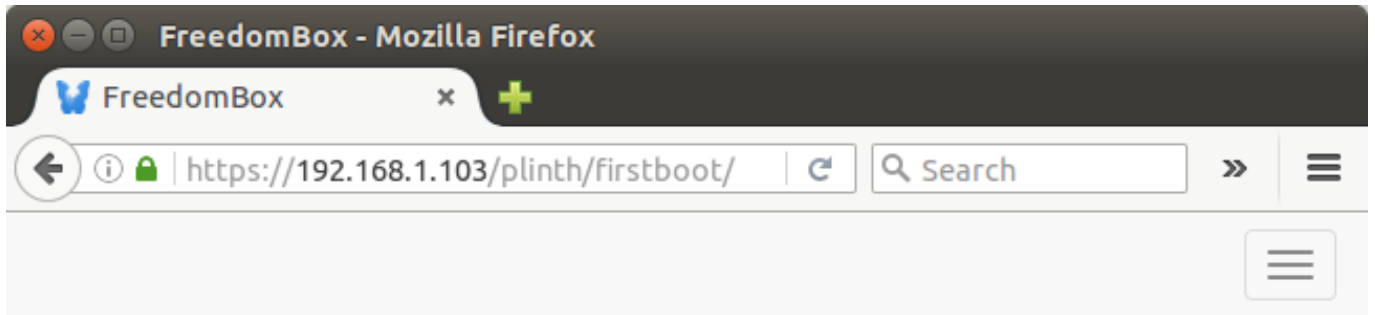 FreedomBox - Mozilla Firefox
FreedomBox
https://192.168.1.103/plinth/firstboot/ Search